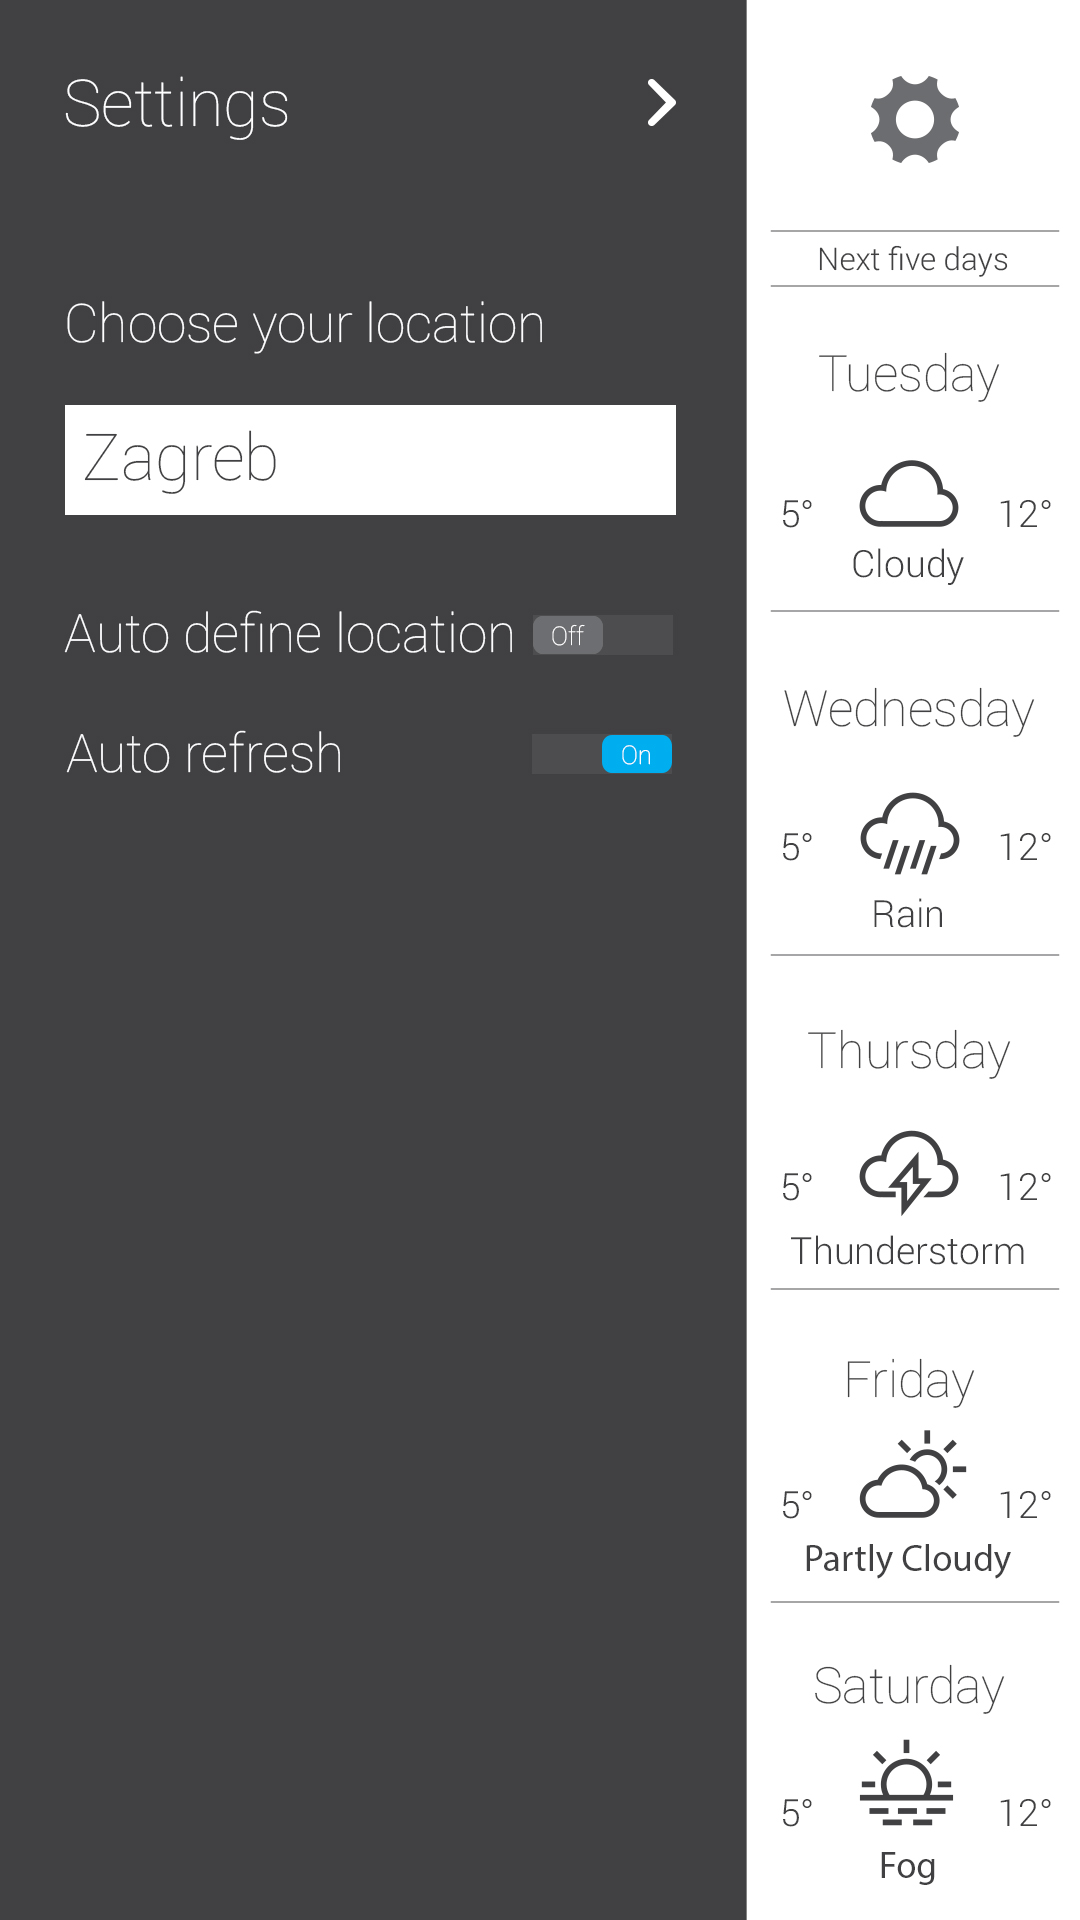 Settings
Choose your location
Zagreb
Auto define location Off
Auto refresh On
Next five days
Tuesday
5° 12°
Cloudy
Wednesday
5° 12°
Rain
Thursday
5° 12°
Thunderstorm
Friday
5° 12°
Partly Cloudy
Saturday
5° 12°
Fog